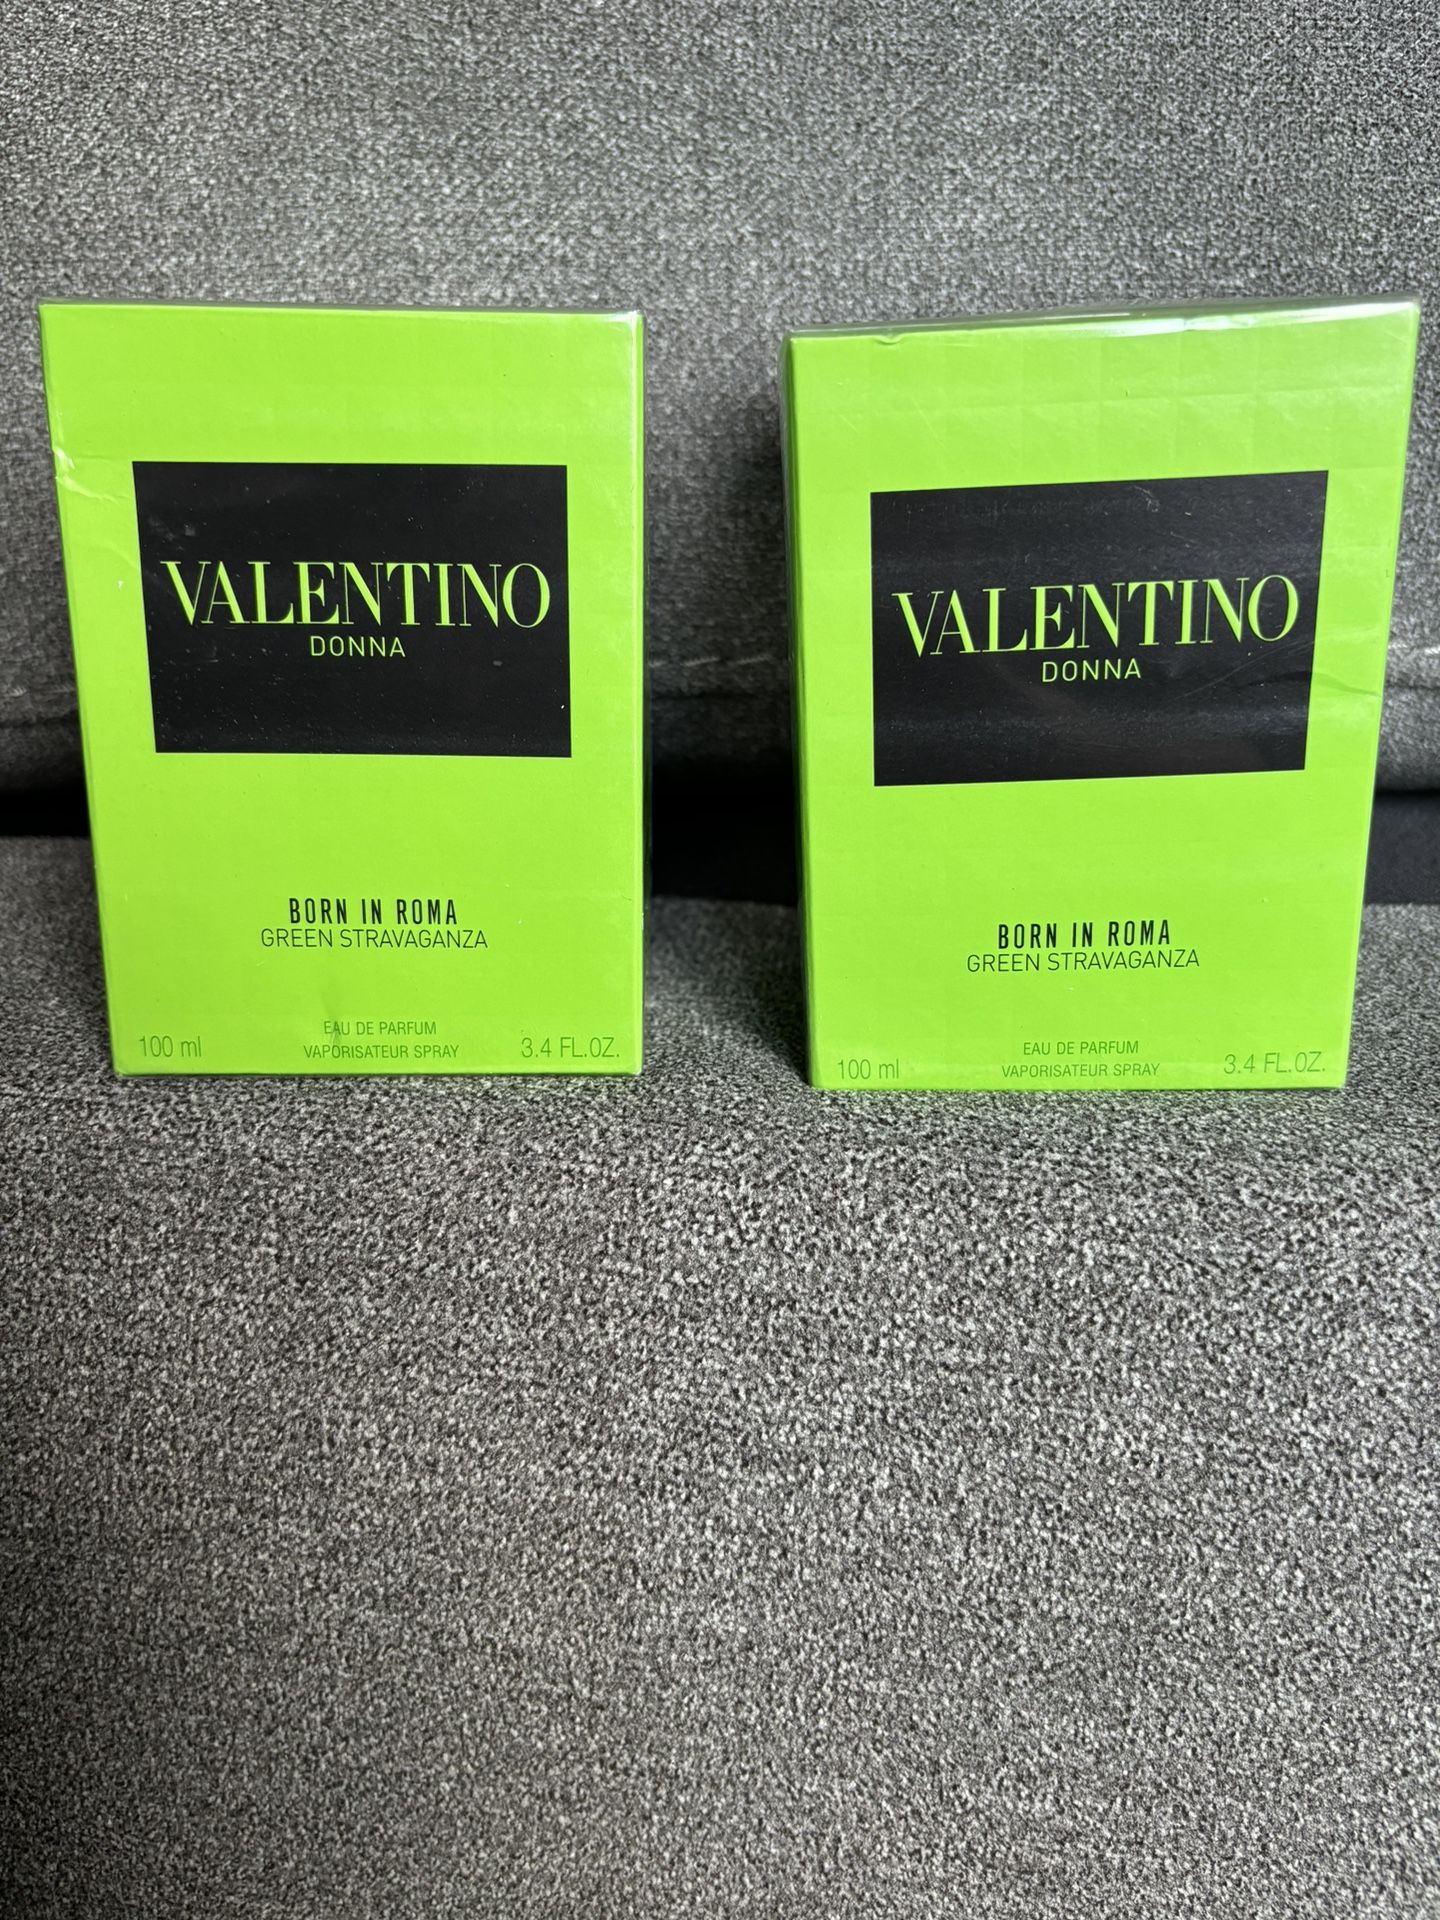 VALENTINO
DONNA
BORN IN ROMA
GREEN STRAVAGANZA
EAU DE PARFUM
100 ml VAPORISATEUR SPRAY 3.4 FL.OZ.
VALENTINO
DONNA
BORN IN ROMA
GREEN STRAVAGANZA
EAU DE PARFUM
100 ml VAPORISATEUR SPRAY 3.4 FL.OZ.